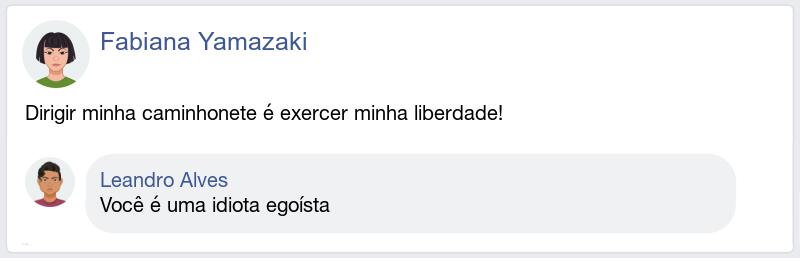 Fabiana Yamazaki
Dirigir minha caminhonete é exercer minha liberdade!
Leandro Alves
Você é uma idiota egoísta